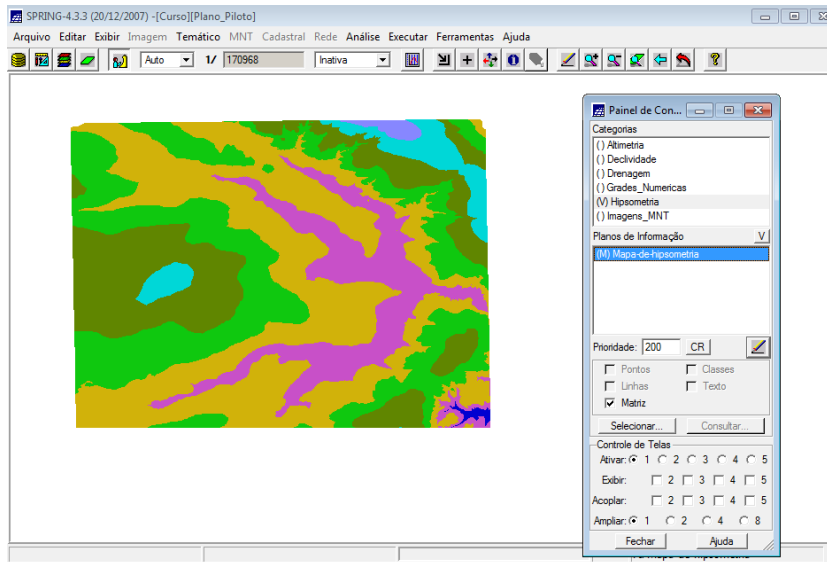 SPRING-4.3.3 (20/12/2007) -[Curso][Plano_Piloto]
Arquivo Editar Exibir Imagem Temático MNT Cadastral Rede Análise Executar Ferramentas Ajuda
Auto 1/ 170968 Inativa
Painel de Con...
Categorias
( ) Altimetria
( ) Declividade
( ) Drenagem
( ) Grades_Numericas
(V) Hipsometria
( ) Imagens_MNT
Planos de Informação V
(M) Mapa-de-hipsometria
Prioridade: 200 CR
Pontos Classes
Linhas Texto
Matriz
Selecionar... Consultar...
Controle de Telas
Ativar: 1 2 3 4 5
Exibir: 2 3 4 5
Acoplar: 2 3 4 5
Ampliar: 1 2 4 8
Fechar Ajuda